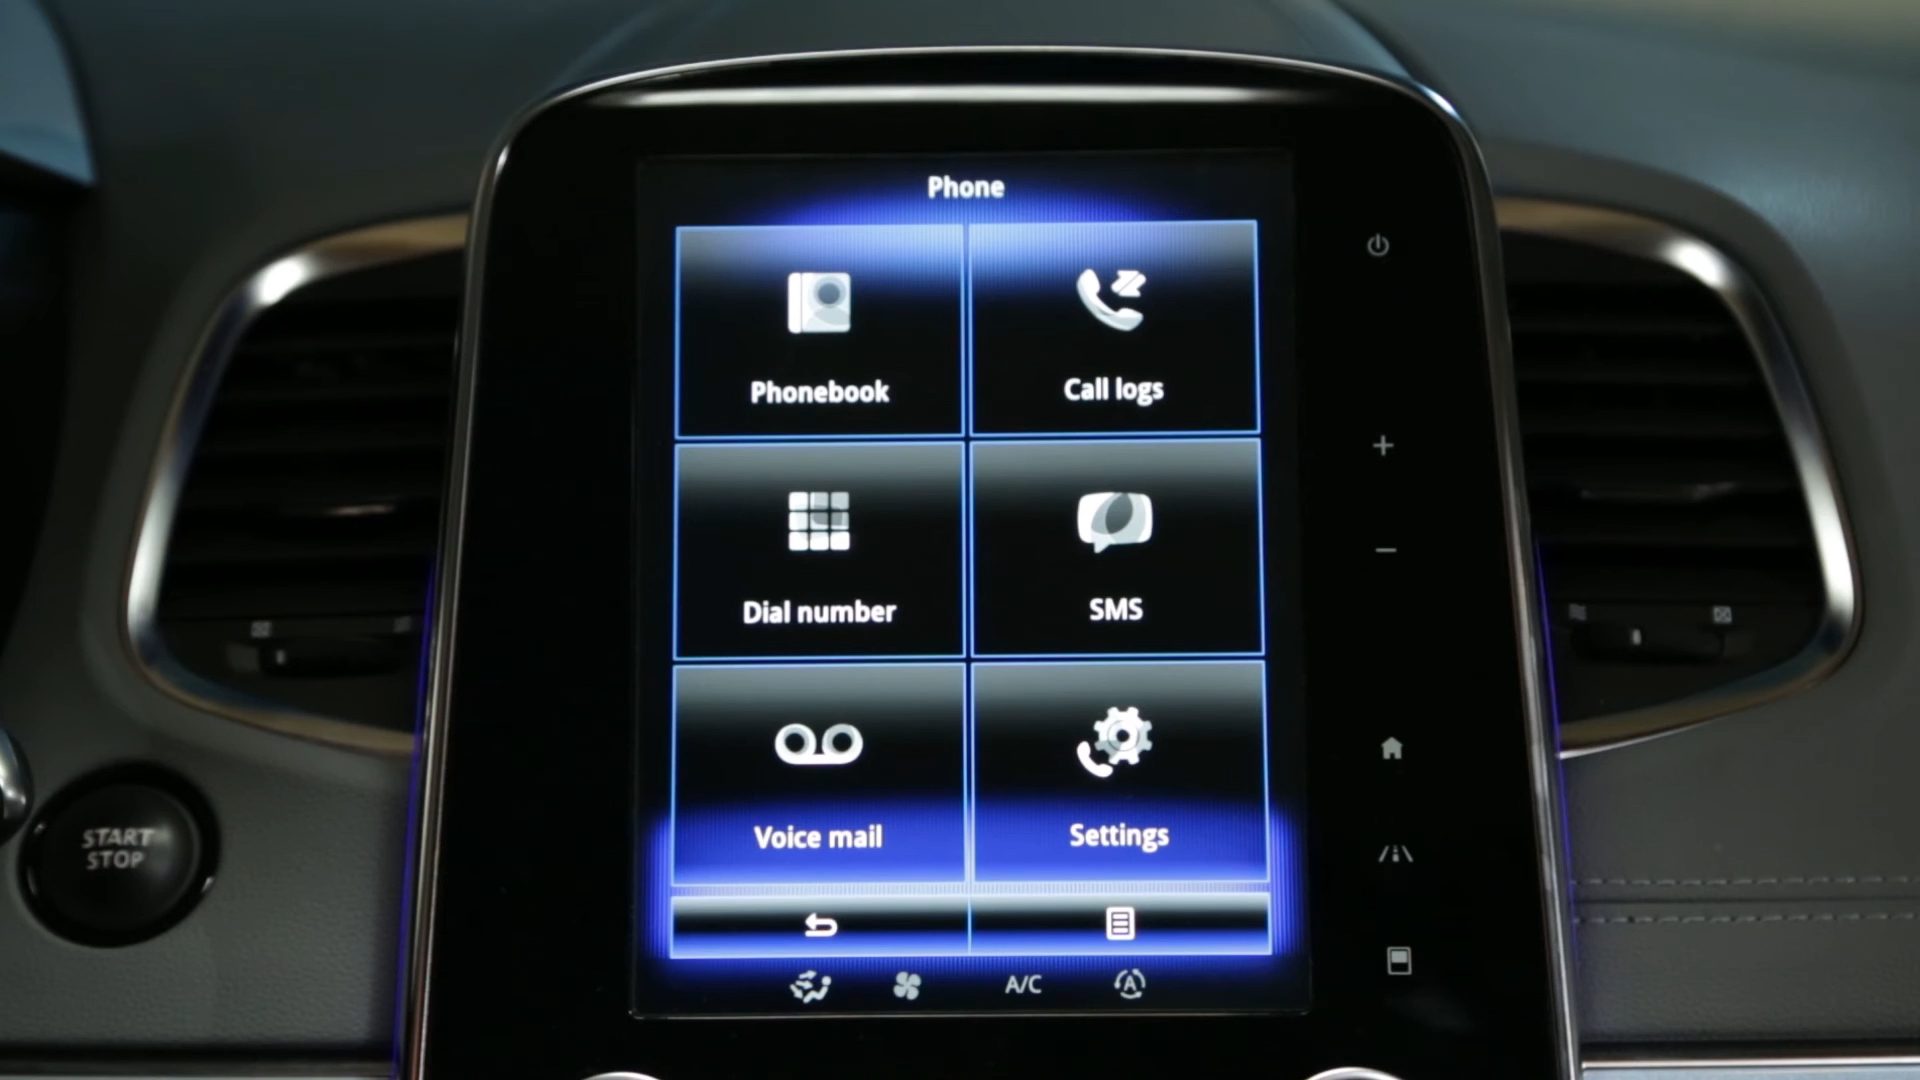 Phone
Phonebook
Call logs
Dial number
SMS
Voice mail
Settings
A/C
A
START
STOP